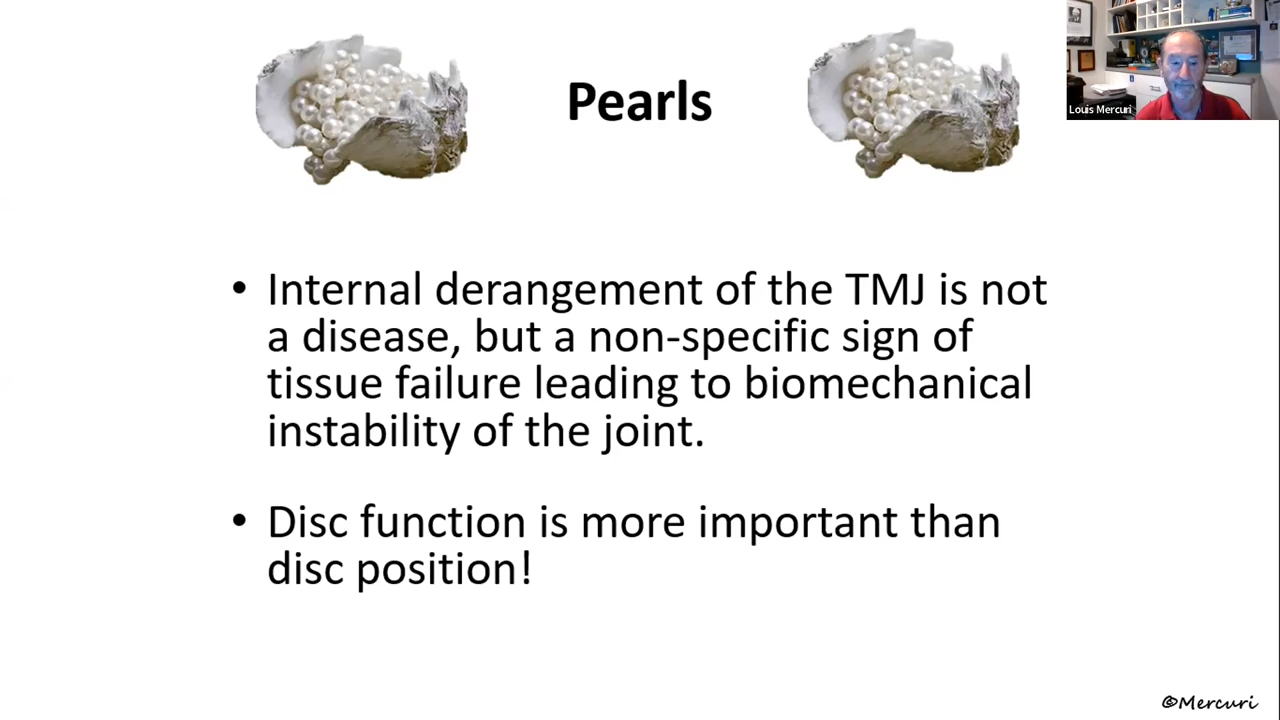 Pearls
Louis Mercuri
• Internal derangement of the TMJ is not
a disease, but a non-specific sign of
tissue failure leading to biomechanical
instability of the joint.
• Disc function is more important than
disc position!
©Mercuri